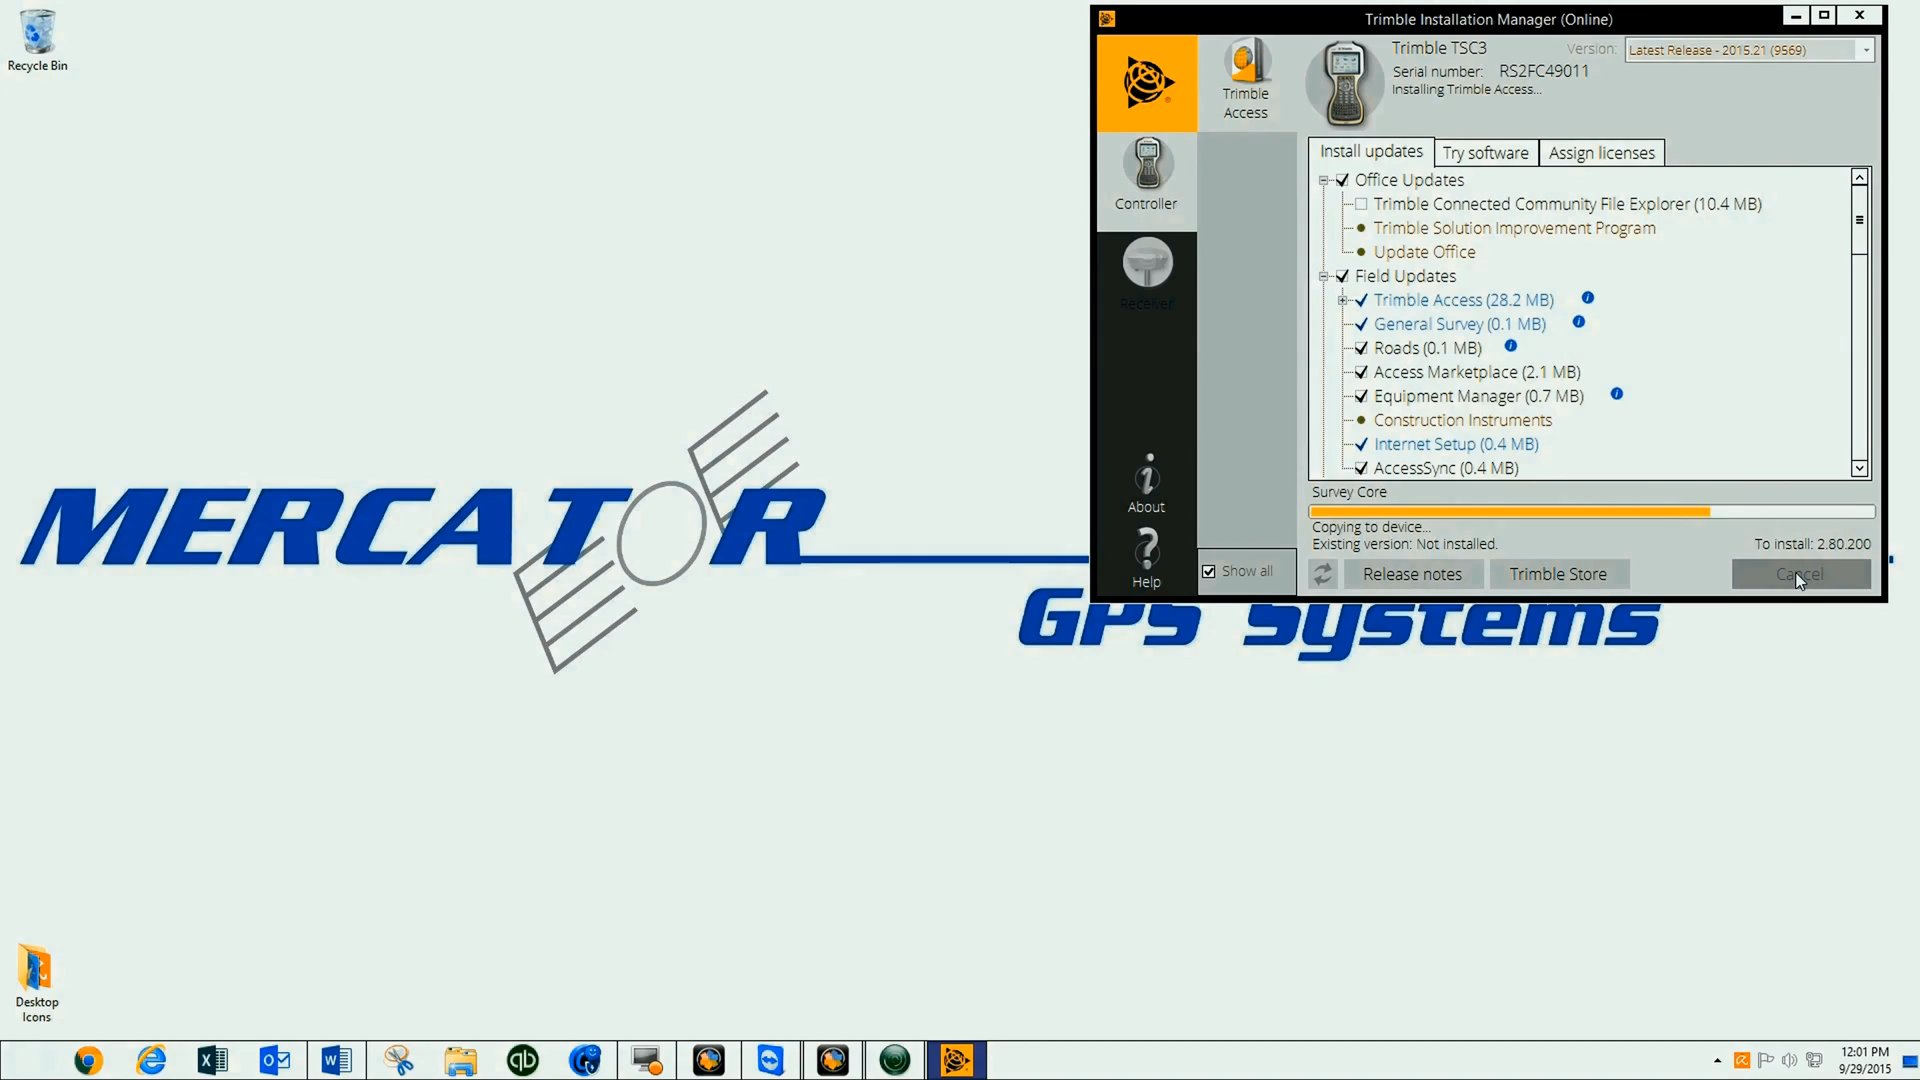 Recycle Bin
MERCATOR
GPS Systems
Desktop
Icons
Trimble Installation Manager (Online)
Trimble
Access
Controller
Receiver
About
Help
Show all
Trimble TSC3
Version:
Latest Release - 2015.21 (9569)
Serial number: RS2FC49011
Installing Trimble Access...
Install updates
Try software
Assign licenses
Office Updates
Trimble Connected Community File Explorer (10.4 MB)
Trimble Solution Improvement Program
Update Office
Field Updates
Trimble Access (28.2 MB)
General Survey (0.1 MB)
Roads (0.1 MB)
Access Marketplace (2.1 MB)
Equipment Manager (0.7 MB)
Construction Instruments
Internet Setup (0.4 MB)
AccessSync (0.4 MB)
Survey Core
Copying to device...
Existing version: Not installed.
To install: 2.80.200
Release notes
Trimble Store
Cancel
12:01 PM
9/29/2015